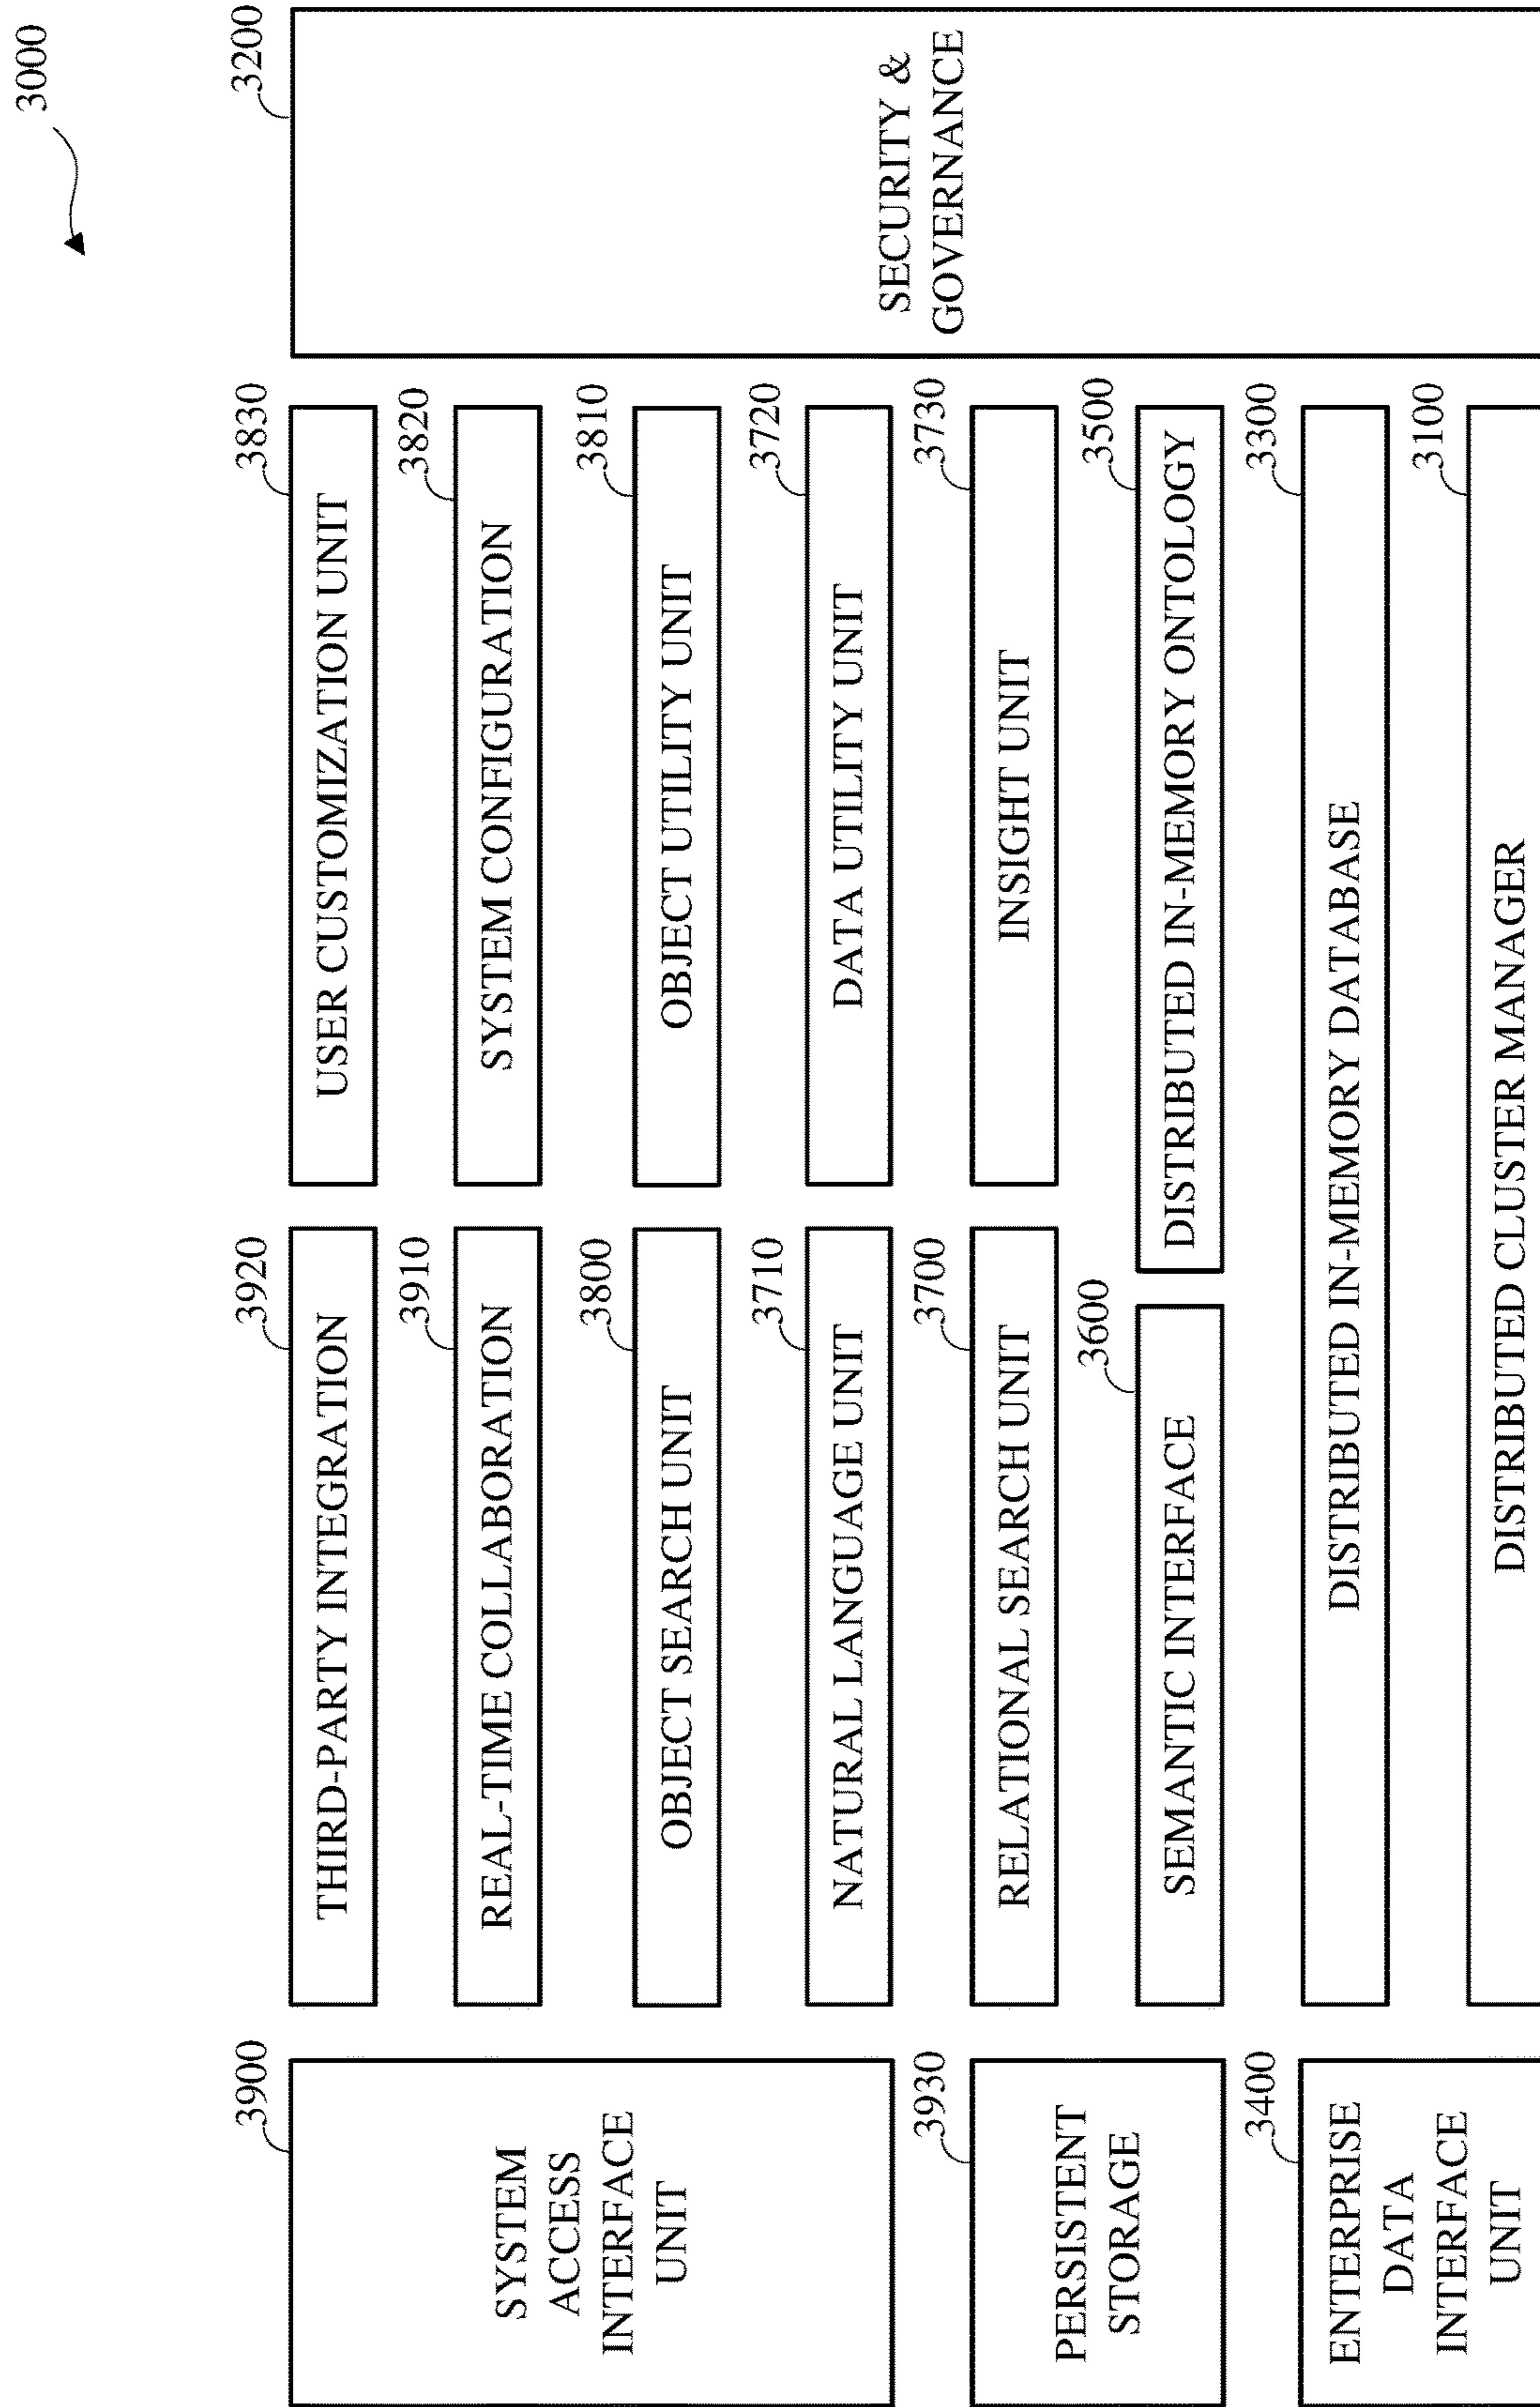 3000
3900
SYSTEM
ACCESS
INTERFACE
UNIT
3920
THIRD-PARTY INTEGRATION
3830
USER CUSTOMIZATION UNIT
3200
SECURITY &
GOVERNANCE
3910
REAL-TIME COLLABORATION
3820
SYSTEM CONFIGURATION
3800
OBJECT SEARCH UNIT
3810
OBJECT UTILITY UNIT
3710
NATURAL LANGUAGE UNIT
3720
DATA UTILITY UNIT
3930
PERSISTENT
STORAGE
3700
RELATIONAL SEARCH UNIT
3730
INSIGHT UNIT
3600
SEMANTIC INTERFACE
3500
DISTRIBUTED IN-MEMORY ONTOLOGY
3400
ENTERPRISE
DATA
INTERFACE
UNIT
3300
DISTRIBUTED IN-MEMORY DATABASE
3100
DISTRIBUTED CLUSTER MANAGER